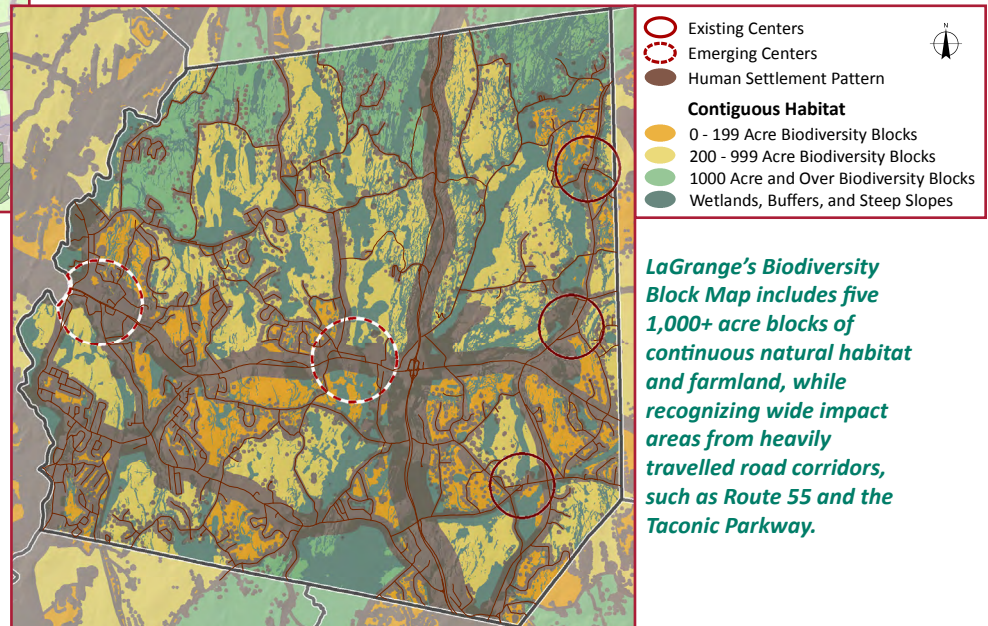 Existing Centers
Emerging Centers
Human Settlement Pattern
N
Contiguous Habitat
0 - 199 Acre Biodiversity Blocks
200 - 999 Acre Biodiversity Blocks
1000 Acre and Over Biodiversity Blocks
Wetlands, Buffers, and Steep Slopes
LaGrange’s Biodiversity
Block Map includes five
1,000+ acre blocks of
continuous natural habitat
and farmland, while
recognizing wide impact
areas from heavily
travelled road corridors,
such as Route 55 and the
Taconic Parkway.